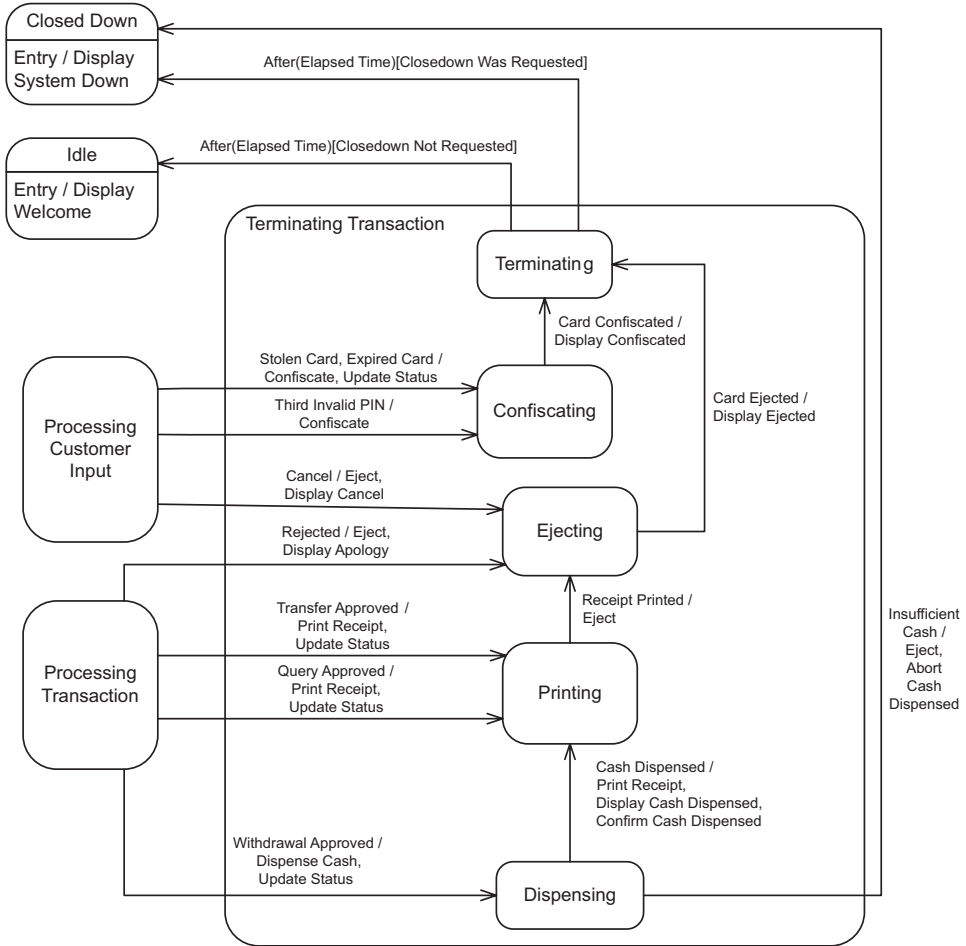 Closed Down
Entry / Display
System Down
After(Elapsed Time)[Closedown Was Requested]
After(Elapsed Time)[Closedown Not Requested]
Idle
Entry / Display
Welcome
Terminating Transaction
Terminating
Card Confiscated /
Display Confiscated
Stolen Card, Expired Card /
Confiscate, Update Status
Third Invalid PIN /
Confiscate
Confiscating
Card Ejected /
Display Ejected
Processing
Customer
Input
Cancel / Eject,
Display Cancel
Rejected / Eject,
Display Apology
Ejecting
Receipt Printed /
Eject
Transfer Approved /
Print Receipt,
Update Status
Query Approved /
Print Receipt,
Update Status
Processing
Transaction
Printing
Insufficient
Cash /
Eject,
Abort
Cash
Dispensed
Cash Dispensed /
Print Receipt,
Display Cash Dispensed,
Confirm Cash Dispensed
Withdrawal Approved /
Dispense Cash,
Update Status
Dispensing